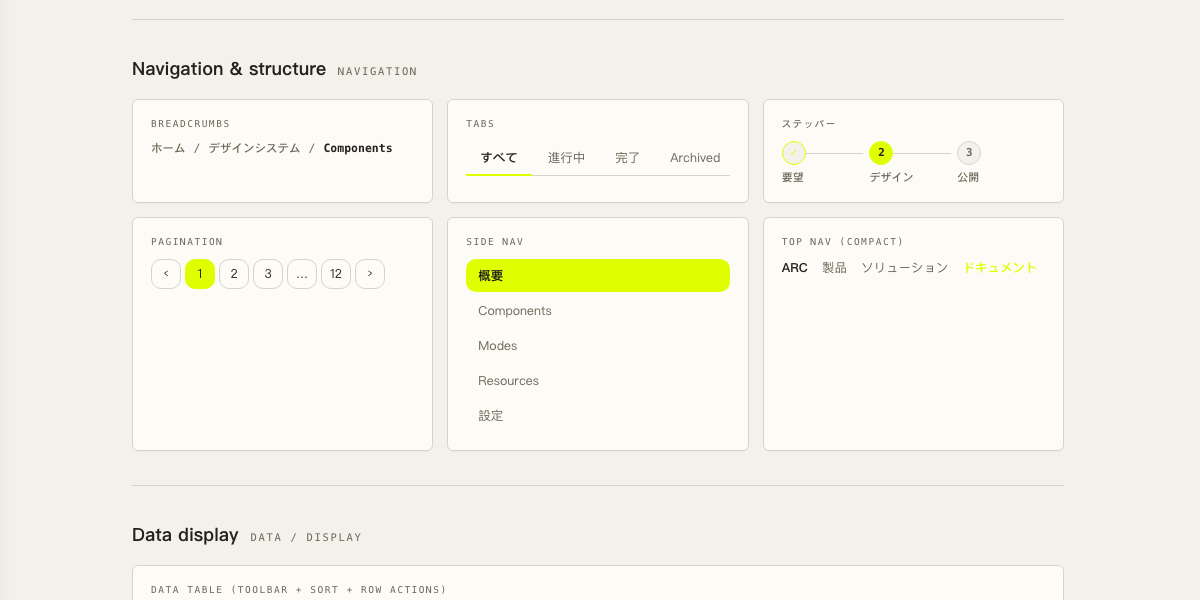 Navigation & structure NAVIGATION
BREADCRUMBS
ホーム / デザインシステム / Components
TABS
すべて 進行中 完了 Archived
ステッパー
✓ 2 3
要望 デザイン 公開
PAGINATION
‹ 1 2 3 … 12 ›
SIDE NAV
概要
Components
Modes
Resources
設定
TOP NAV (COMPACT)
ARC 製品 ソリューション ドキュメント
Data display DATA / DISPLAY
DATA TABLE (TOOLBAR + SORT + ROW ACTIONS)